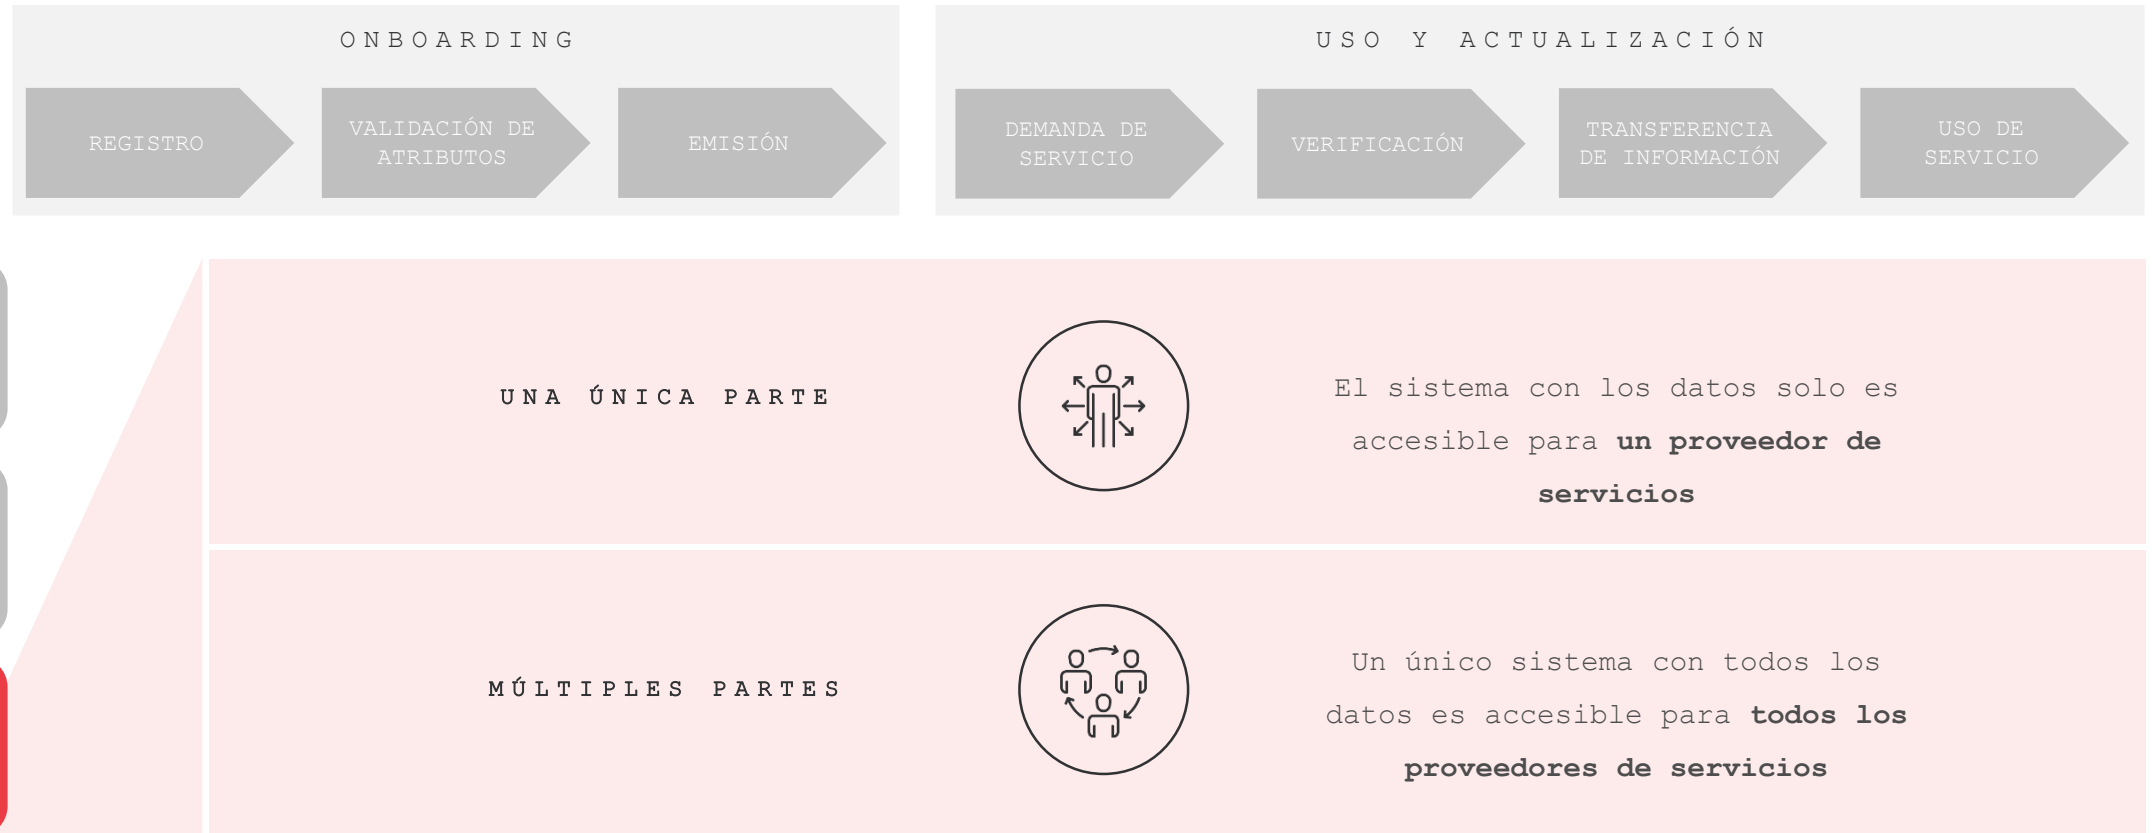 ONBOARDING
REGISTRO
VALIDACIÓN DE
ATRIBUTOS
EMISIÓN
USO Y ACTUALIZACIÓN
DEMANDA DE
SERVICIO
VERIFICACIÓN
TRANSFERENCIA
DE INFORMACIÓN
USO DE
SERVICIO
UNA ÚNICA PARTE
El sistema con los datos solo es
accesible para un proveedor de
servicios
MÚLTIPLES PARTES
Un único sistema con todos los
datos es accesible para todos los
proveedores de servicios